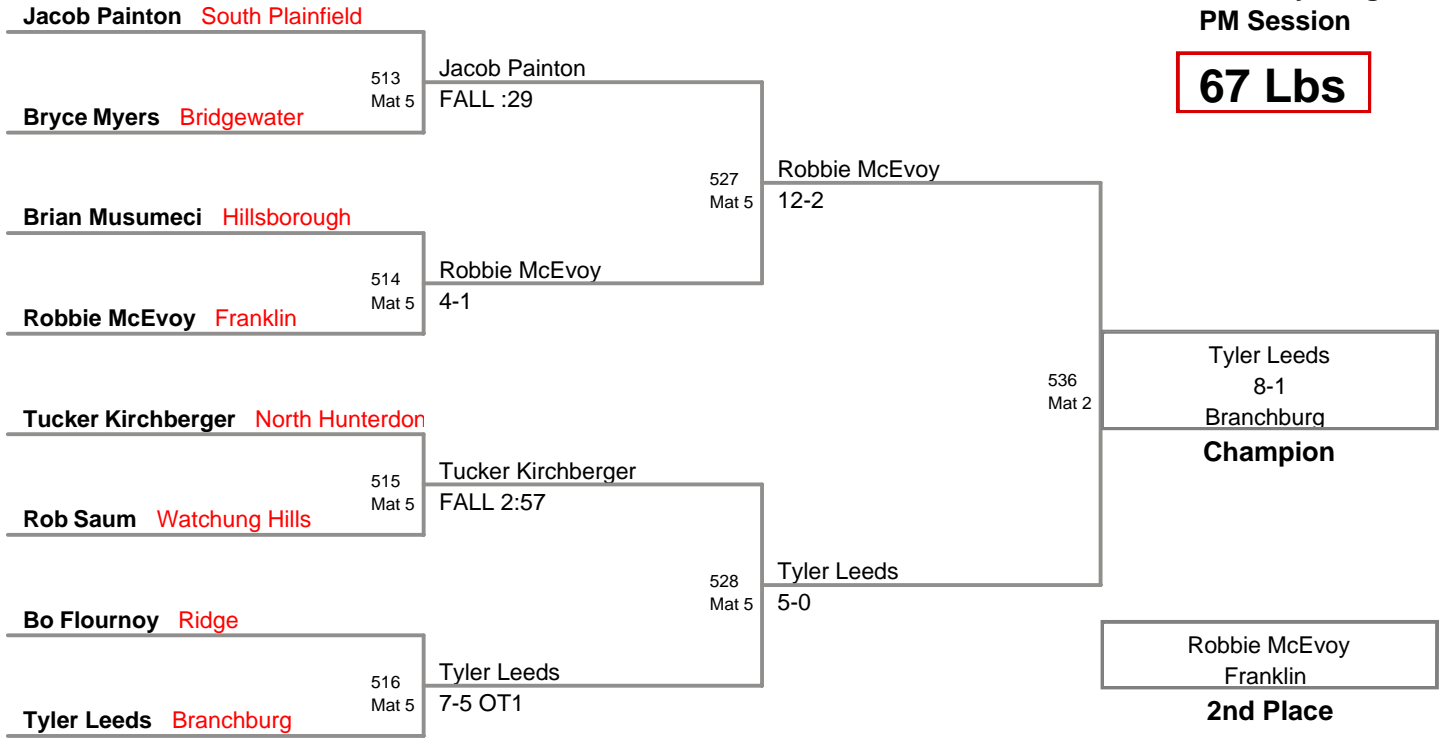 PM Session
67 Lbs
Jacob Painton South Plainfield
513
Mat 5
Jacob Painton
FALL :29
Bryce Myers Bridgewater
527
Mat 5
Robbie McEvoy
12-2
Brian Musumeci Hillsborough
514
Mat 5
Robbie McEvoy
4-1
Robbie McEvoy Franklin
536
Mat 2
Tyler Leeds
8-1
Branchburg
Champion
Tucker Kirchberger North Hunterdon
515
Mat 5
Tucker Kirchberger
FALL 2:57
Rob Saum Watchung Hills
528
Mat 5
Tyler Leeds
5-0
Bo Flournoy Ridge
516
Mat 5
Tyler Leeds
7-5 OT1
Tyler Leeds Branchburg
Robbie McEvoy
Franklin
2nd Place